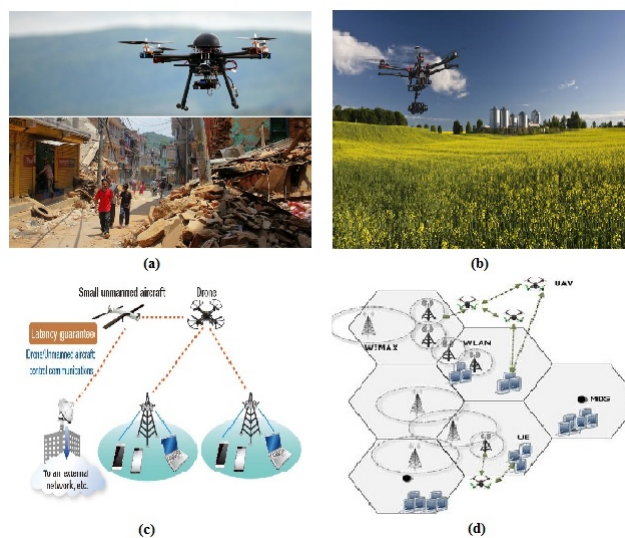 (a)
(b)
Small unmanned aircraft
Drone
Latency guarantee
Drone/Unmanned aircraft
control communications
To an external
network, etc.
(c)
UAV
WIMAX
WLAN
MBS
UE
(d)